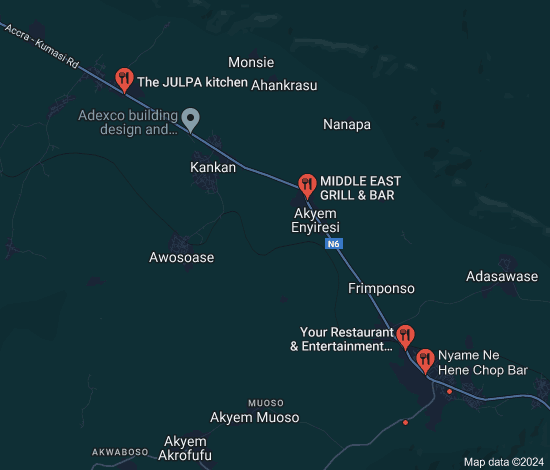 Accra - Kumasi Rd
Monsie
The JULPA kitchen
Ahankrasu
Adexco building
design and...
Nanapa
Kankan
MIDDLE EAST
GRILL & BAR
Akyem
Enyiresi
N6
Awosoase
Adasawase
Frimponso
Your Restaurant
& Entertainment...
Nyame Ne
Hene Chop Bar
MUOSO
Akyem Muoso
AKWABOSO
Akyem
Akrofufu
Map data ©2024